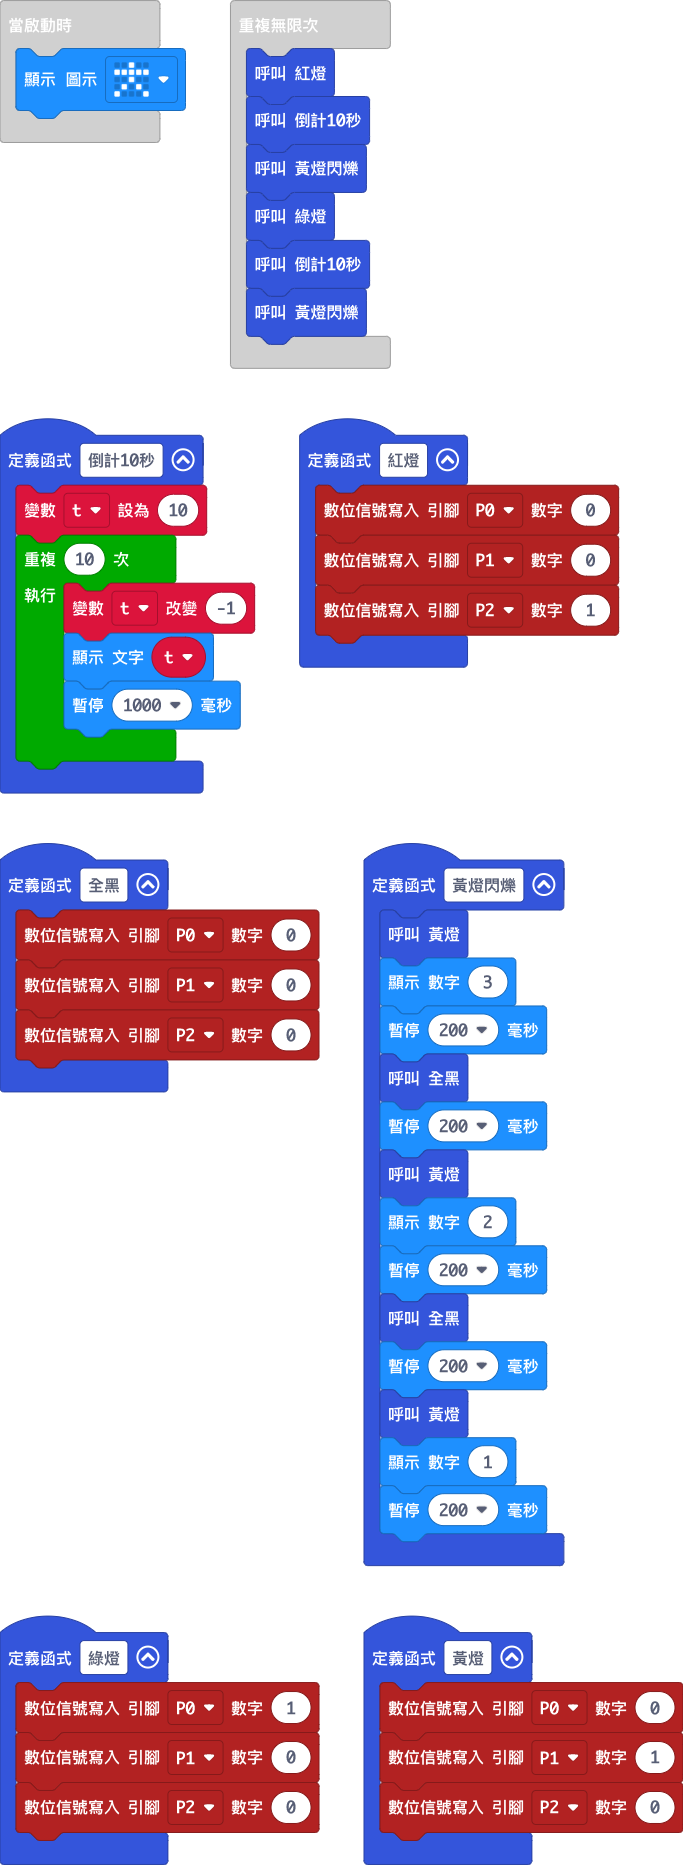 當啟動時
顯示 圖示
重複無限次
呼叫 紅燈
呼叫 倒計10秒
呼叫 黃燈閃爍
呼叫 綠燈
呼叫 倒計10秒
呼叫 黃燈閃爍
定義函式 倒計10秒
變數 t 設為 10
重複 10 次
執行
變數 t 改變 -1
顯示 文字 t
暫停 1000 毫秒
定義函式 紅燈
數位信號寫入 引腳 P0 數字 0
數位信號寫入 引腳 P1 數字 0
數位信號寫入 引腳 P2 數字 1
定義函式 全黑
數位信號寫入 引腳 P0 數字 0
數位信號寫入 引腳 P1 數字 0
數位信號寫入 引腳 P2 數字 0
定義函式 黃燈閃爍
呼叫 黃燈
顯示 數字 3
暫停 200 毫秒
呼叫 全黑
暫停 200 毫秒
呼叫 黃燈
顯示 數字 2
暫停 200 毫秒
呼叫 全黑
暫停 200 毫秒
呼叫 黃燈
顯示 數字 1
暫停 200 毫秒
定義函式 綠燈
數位信號寫入 引腳 P0 數字 1
數位信號寫入 引腳 P1 數字 0
數位信號寫入 引腳 P2 數字 0
定義函式 黃燈
數位信號寫入 引腳 P0 數字 0
數位信號寫入 引腳 P1 數字 1
數位信號寫入 引腳 P2 數字 0